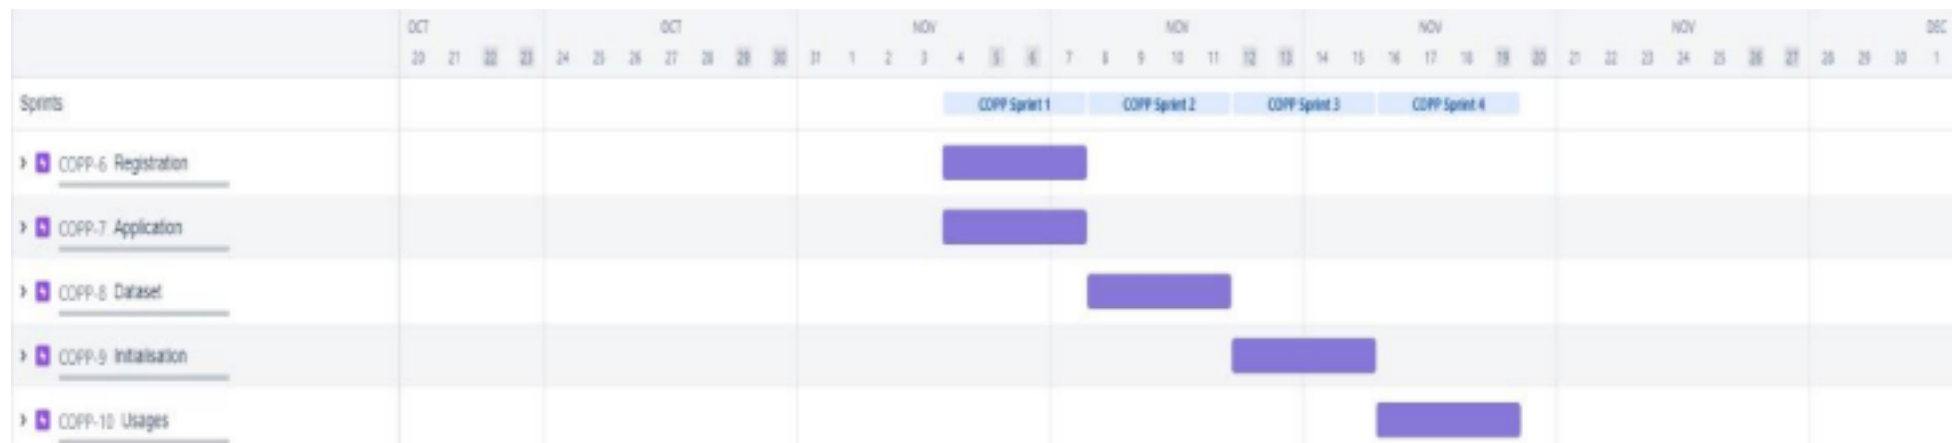 OCT OCT NOV NOV NOV NOV DEC
20 21 22 23 24 25 26 27 28 29 30 31 1 2 3 4 5 6 7 8 9 10 11 12 13 14 15 16 17 18 19 20 21 22 23 24 25 26 27 28 29 30 1
Sprints COPP Sprint 1 COPP Sprint 2 COPP Sprint 3 COPP Sprint 4
COPP-6 Registration
COPP-7 Application
COPP-8 Dataset
COPP-9 Initialisation
COPP-10 Usages